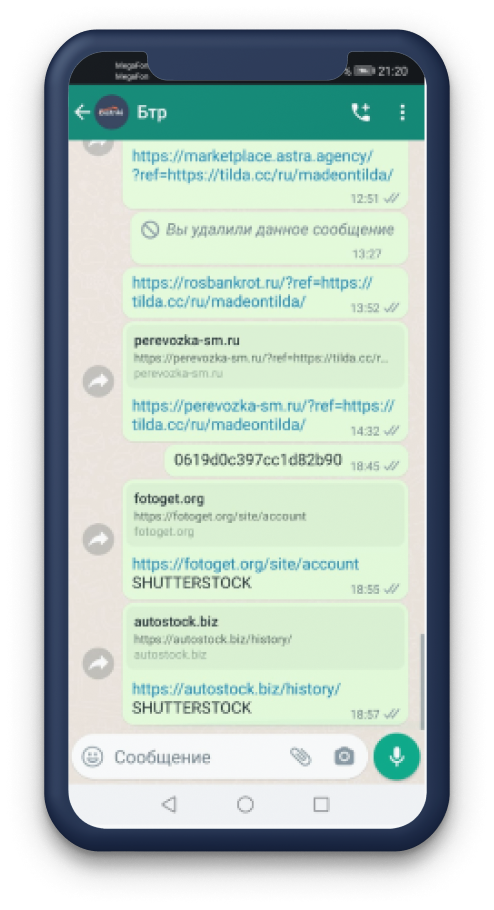 MegaFon
MegaFon
21:20
Бтр
https://marketplace.astra.agency/
?ref=https://tilda.cc/ru/madeontilda/
12:51
Вы удалили данное сообщение
13:27
https://rosbankrot.ru/?ref=https://
tilda.cc/ru/madeontilda/
13:52
perevozka-sm.ru
https://perevozka-sm.ru/?ref=https://tilda.cc/r...
perevozka-sm.ru
https://perevozka-sm.ru/?ref=https://
tilda.cc/ru/madeontilda/
14:32
0619d0c397cc1d82b90 18:45
fotoget.org
https://fotoget.org/site/account
fotoget.org
https://fotoget.org/site/account
SHUTTERSTOCK
18:55
autostock.biz
https://autostock.biz/history/
autostock.biz
https://autostock.biz/history/
SHUTTERSTOCK
18:57
Сообщение